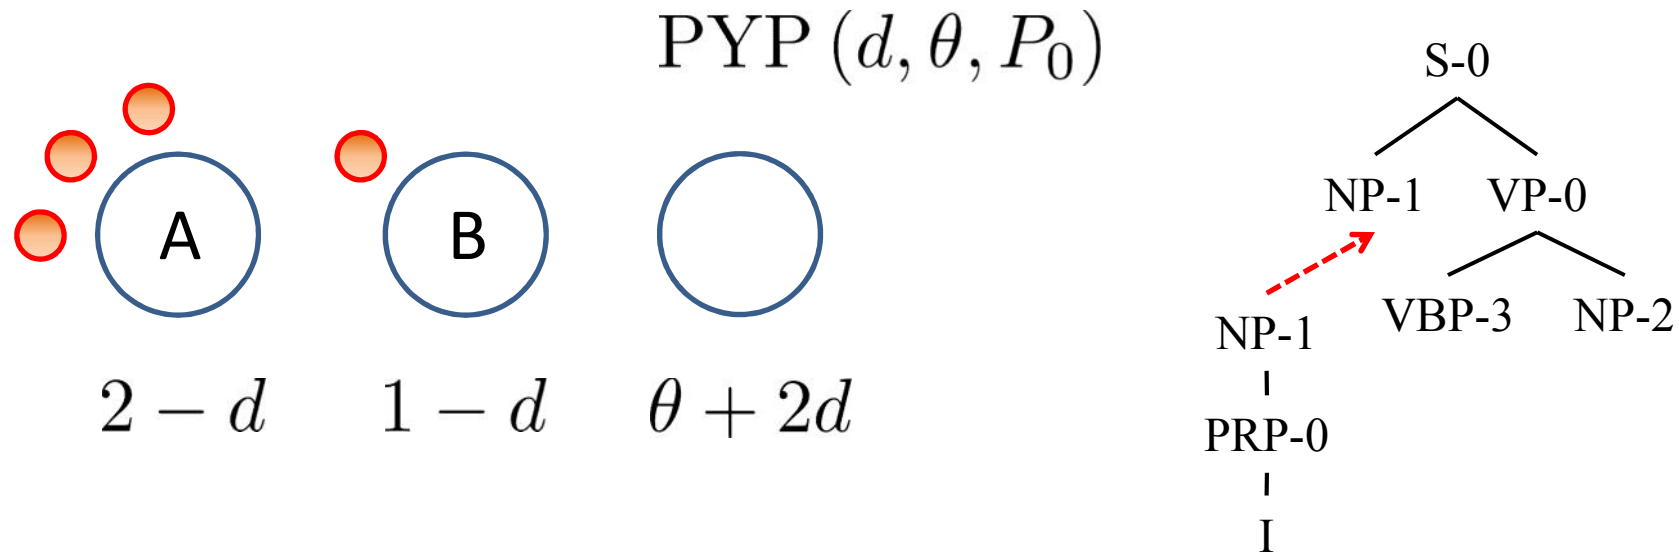 PYP (d, θ, P₀)
A
B
2 − d
1 − d
θ + 2d
S-0
NP-1 VP-0
VBP-3 NP-2
NP-1
PRP-0
I